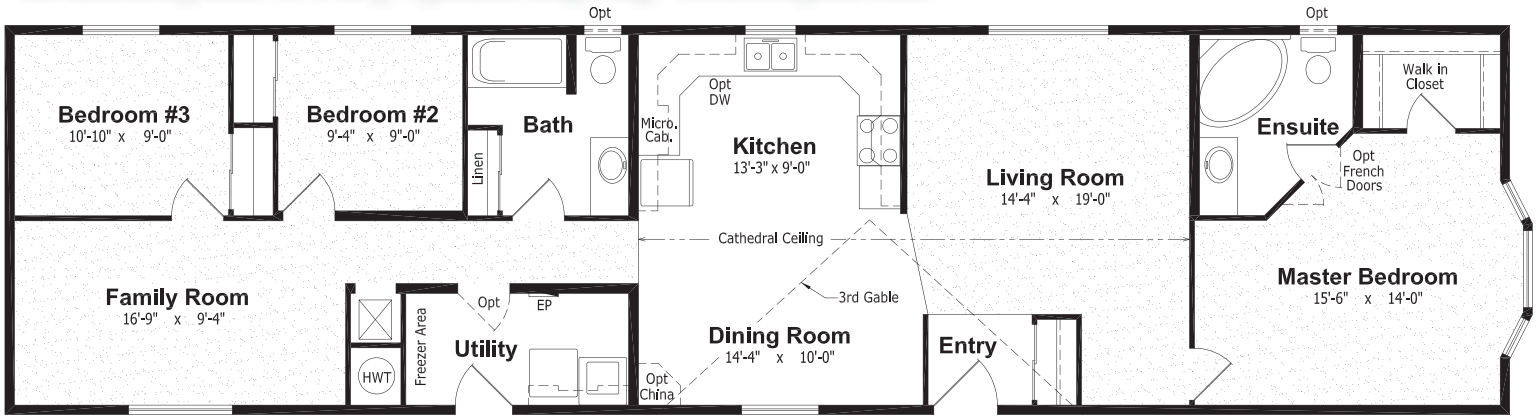 Opt
Opt
Bedroom #3
10'-10" x 9'-0"
Bedroom #2
9'-4" x 9"-0"
Bath
Linen
Opt
DW
Micro.
Cab.
Kitchen
13'-3" x 9'-0"
Living Room
14'-4" x 19'-0"
Ensuite
Walk in
Closet
Opt
French
Doors
Cathedral Ceiling
3rd Gable
Family Room
16'-9" x 9'-4"
HWT
Freezer Area
Opt
EP
Utility
Dining Room
14'-4" x 10'-0"
Opt
China
Entry
Master Bedroom
15'-6" x 14'-0"